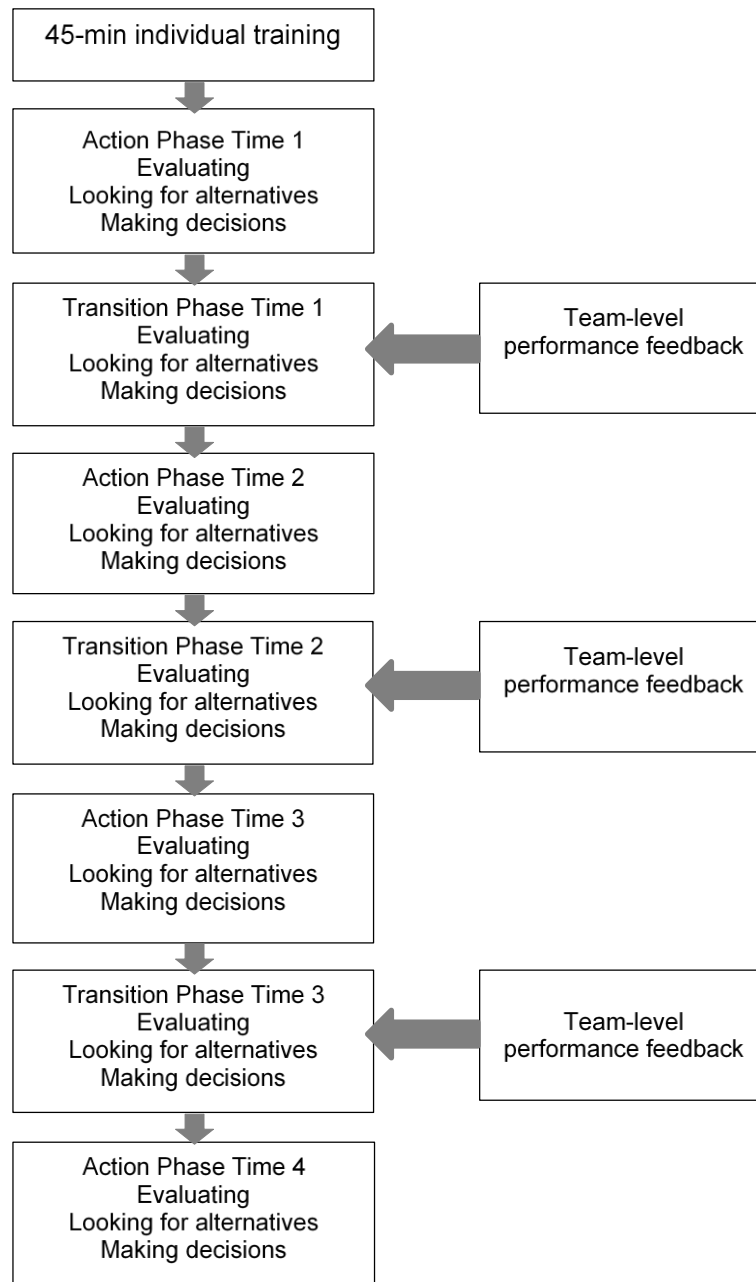 45-min individual training
Action Phase Time 1
Evaluating
Looking for alternatives
Making decisions
Transition Phase Time 1
Evaluating
Looking for alternatives
Making decisions
Team-level
performance feedback
Action Phase Time 2
Evaluating
Looking for alternatives
Making decisions
Transition Phase Time 2
Evaluating
Looking for alternatives
Making decisions
Team-level
performance feedback
Action Phase Time 3
Evaluating
Looking for alternatives
Making decisions
Transition Phase Time 3
Evaluating
Looking for alternatives
Making decisions
Team-level
performance feedback
Action Phase Time 4
Evaluating
Looking for alternatives
Making decisions